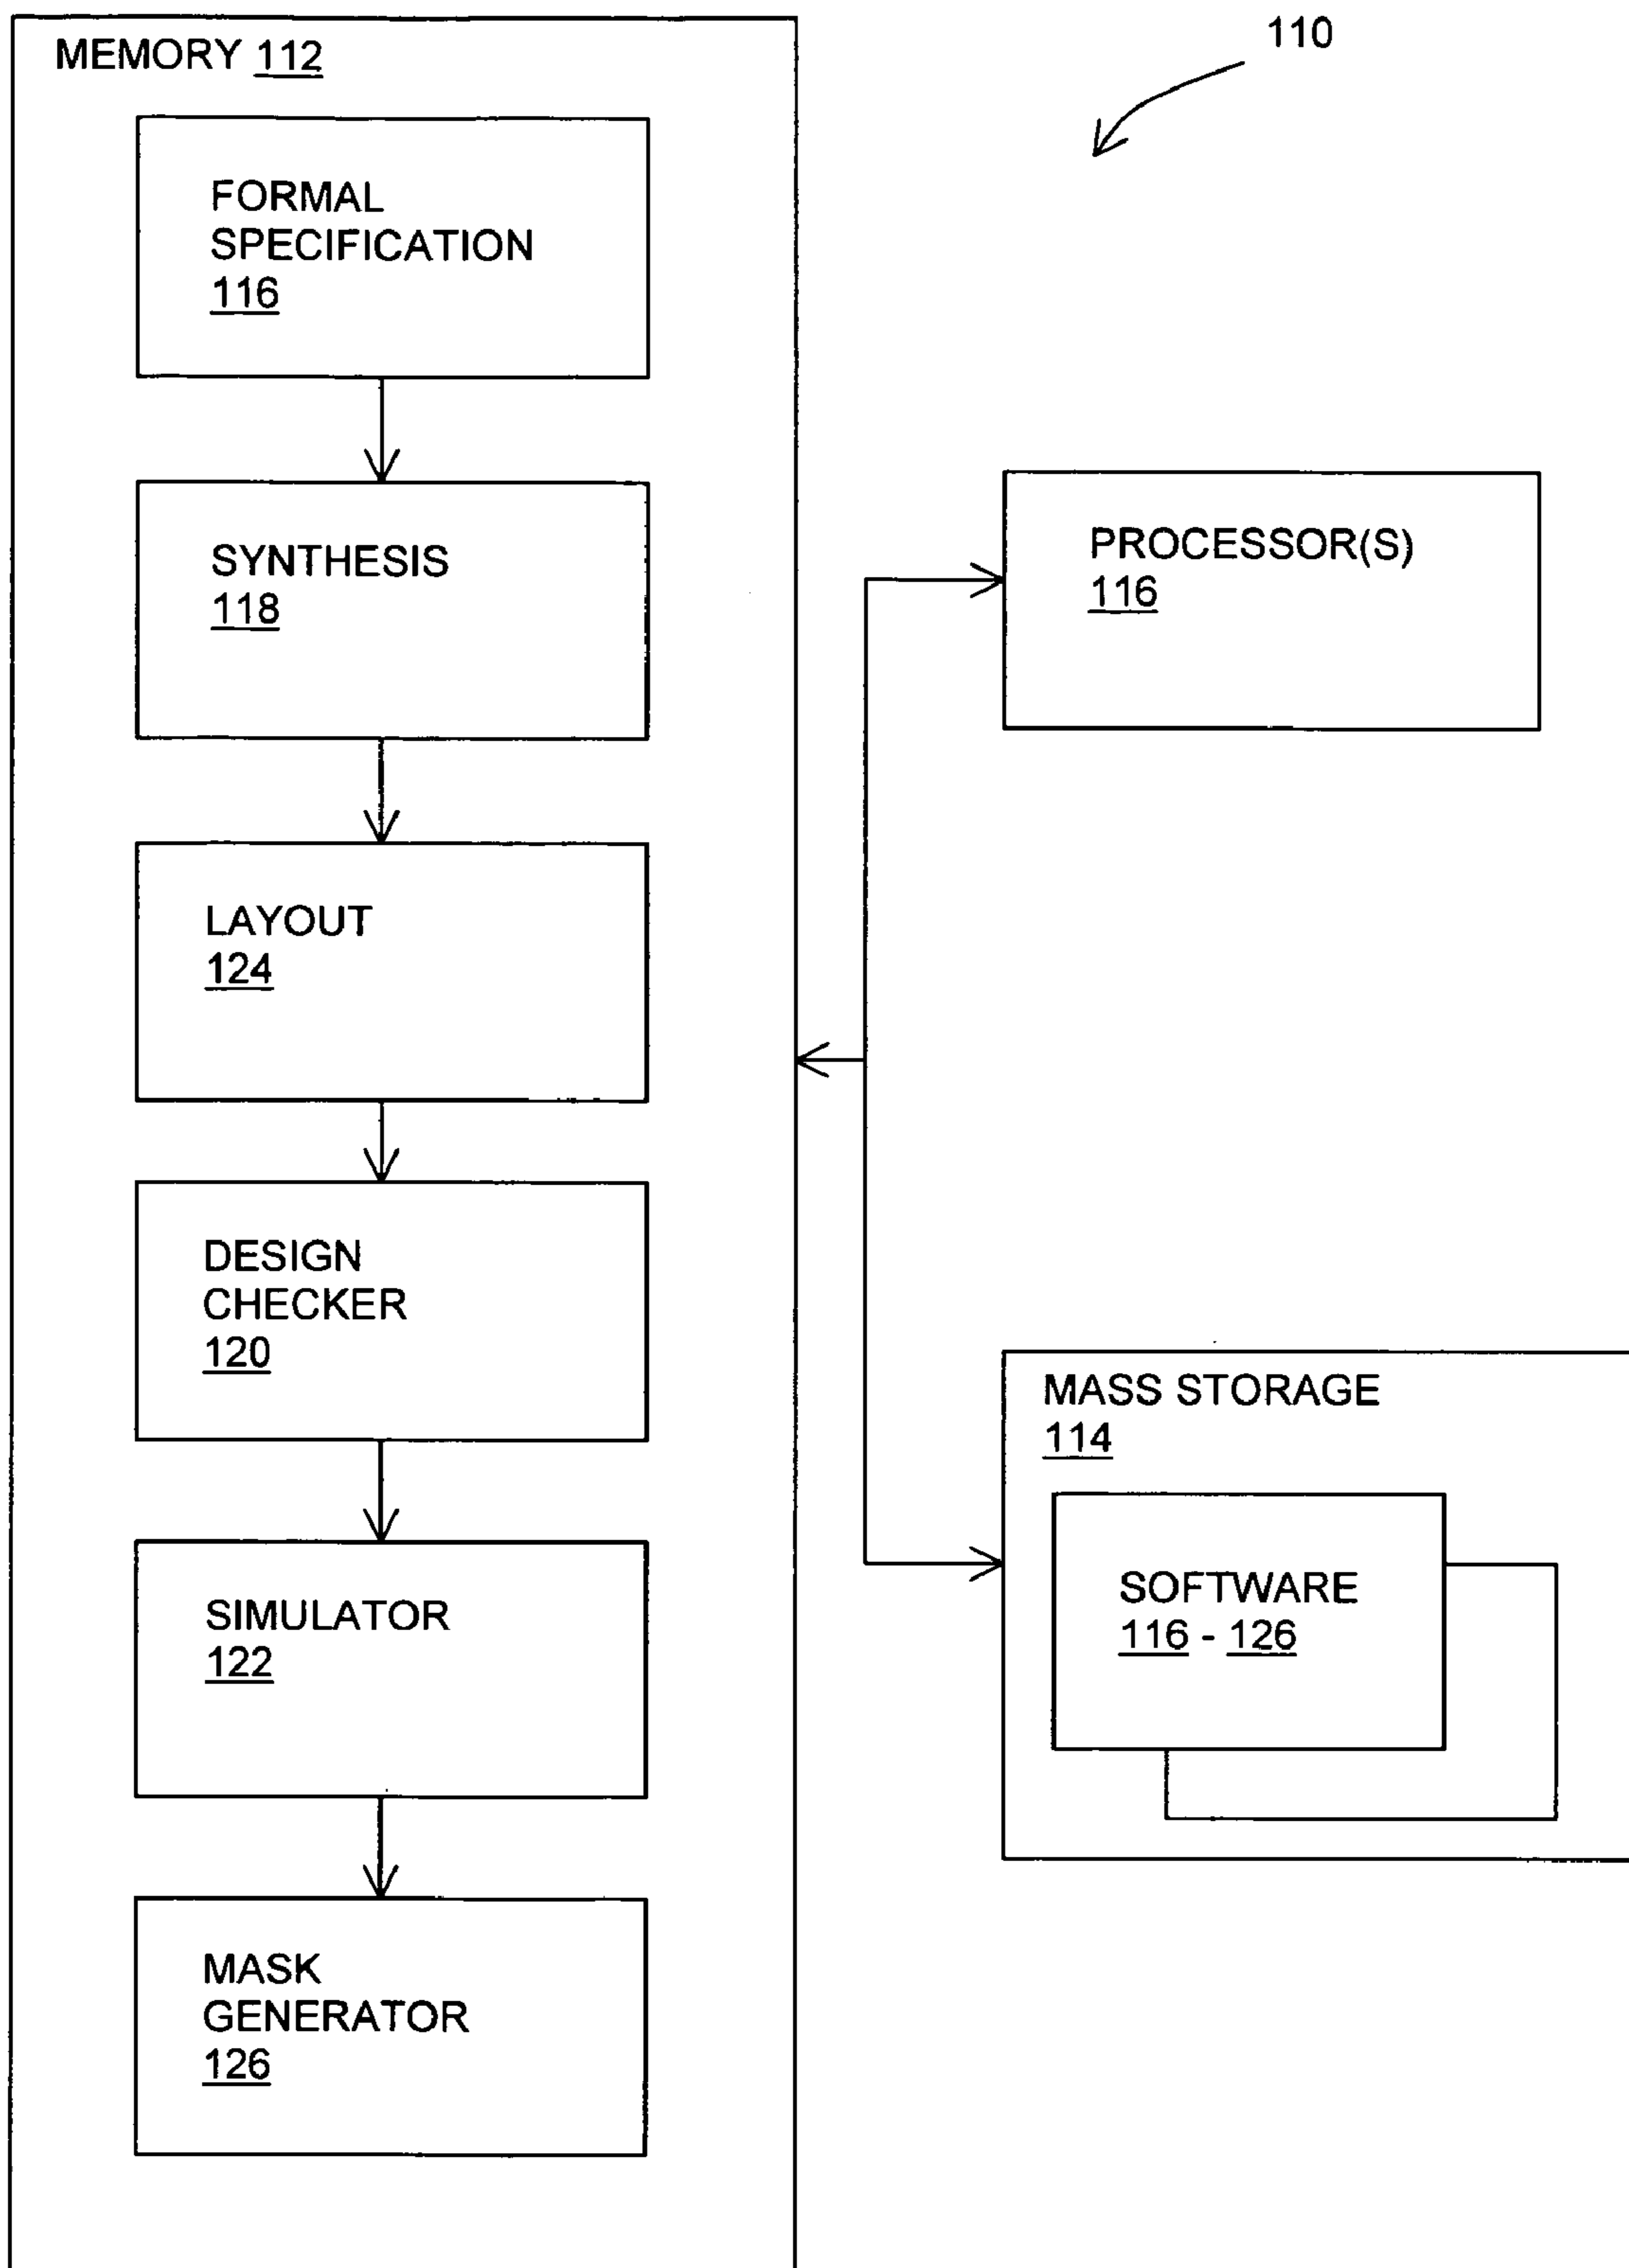 110
MEMORY 112
FORMAL
SPECIFICATION
116
SYNTHESIS
118
LAYOUT
124
DESIGN
CHECKER
120
SIMULATOR
122
MASK
GENERATOR
126
PROCESSOR(S)
116
MASS STORAGE
114
SOFTWARE
116 - 126